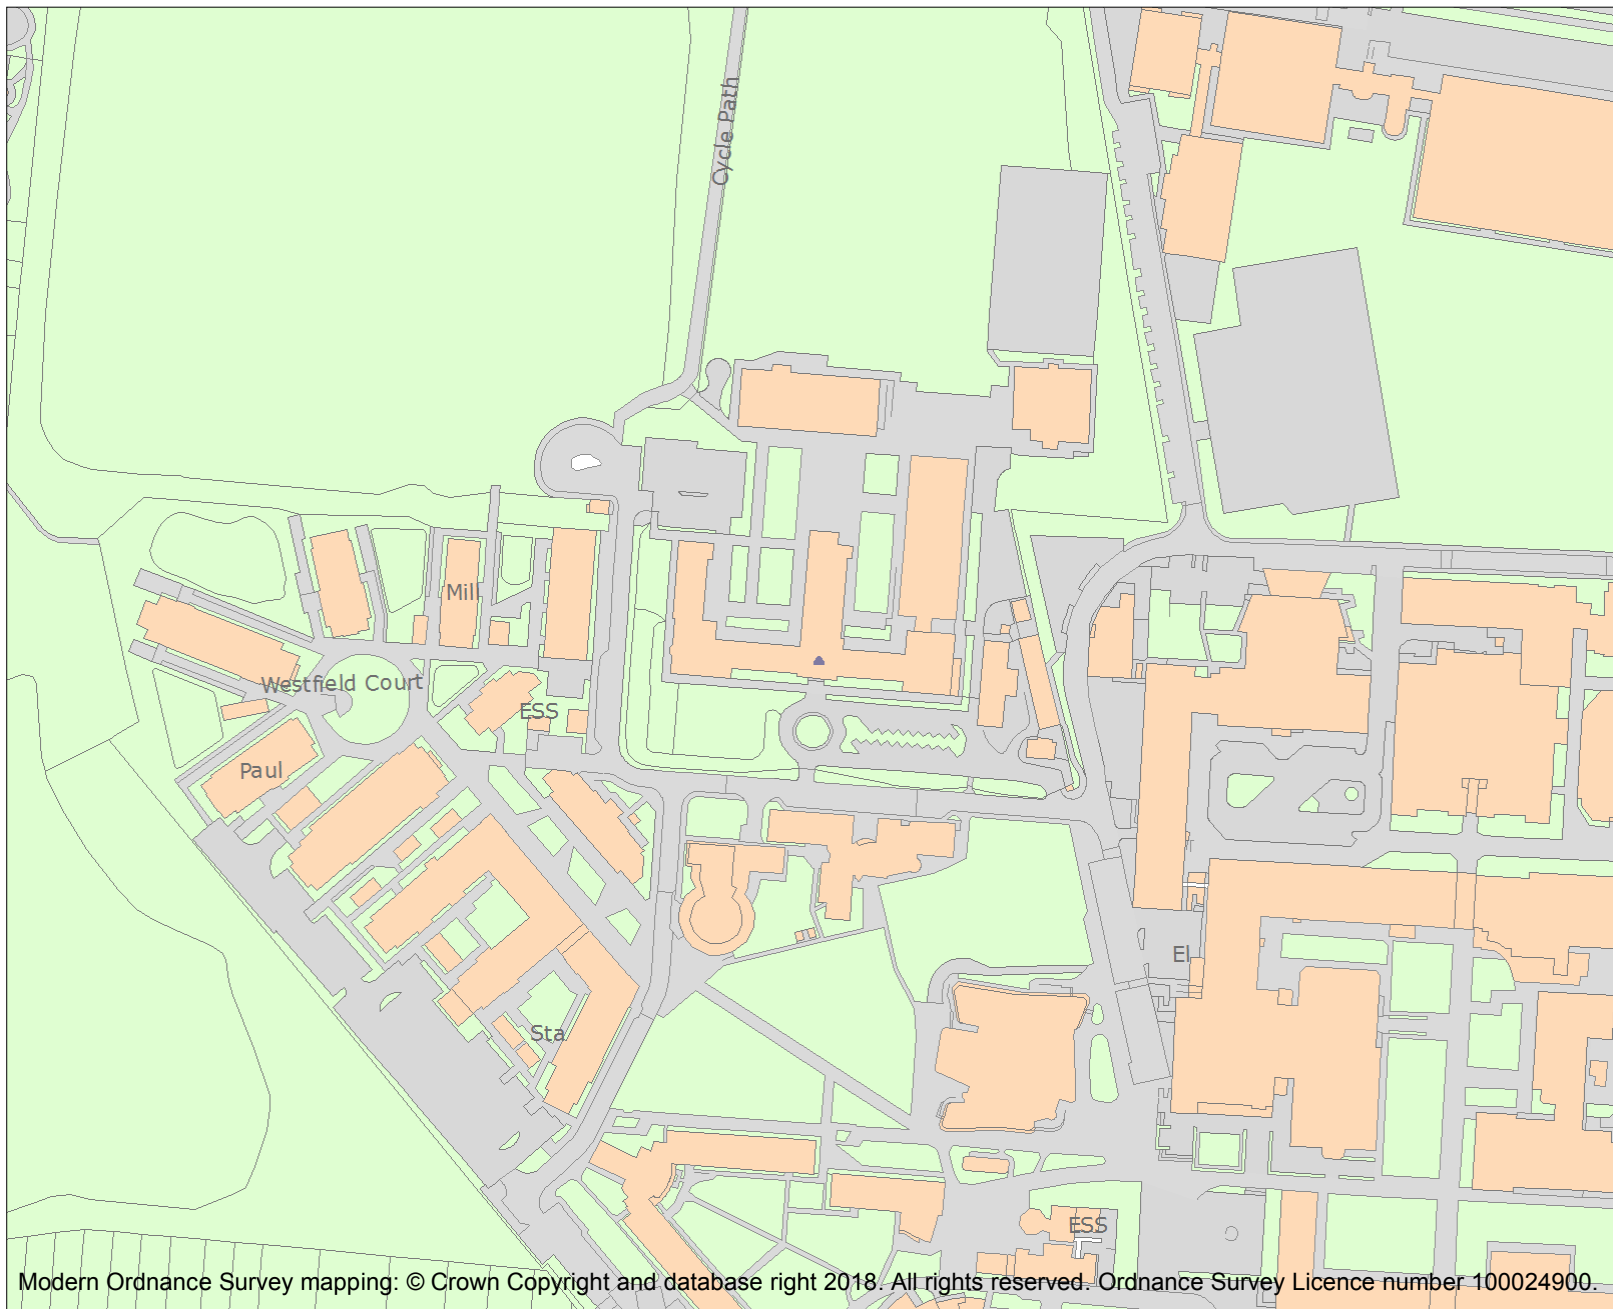 Cycle Path
Mill
Westfield Court
ESS
Paul
El
Sta
ESS
Modern Ordnance Survey mapping: © Crown Copyright and database right 2018. All rights reserved. Ordnance Survey Licence number 100024900.